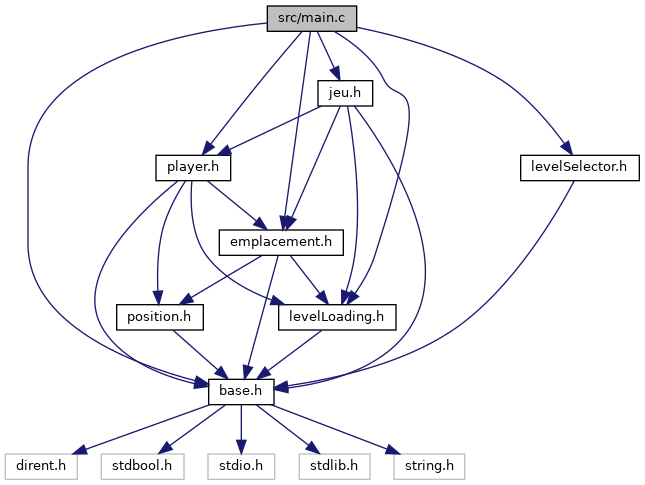 src/main.c
jeu.h
player.h
levelSelector.h
emplacement.h
position.h
levelLoading.h
base.h
dirent.h
stdbool.h
stdio.h
stdlib.h
string.h